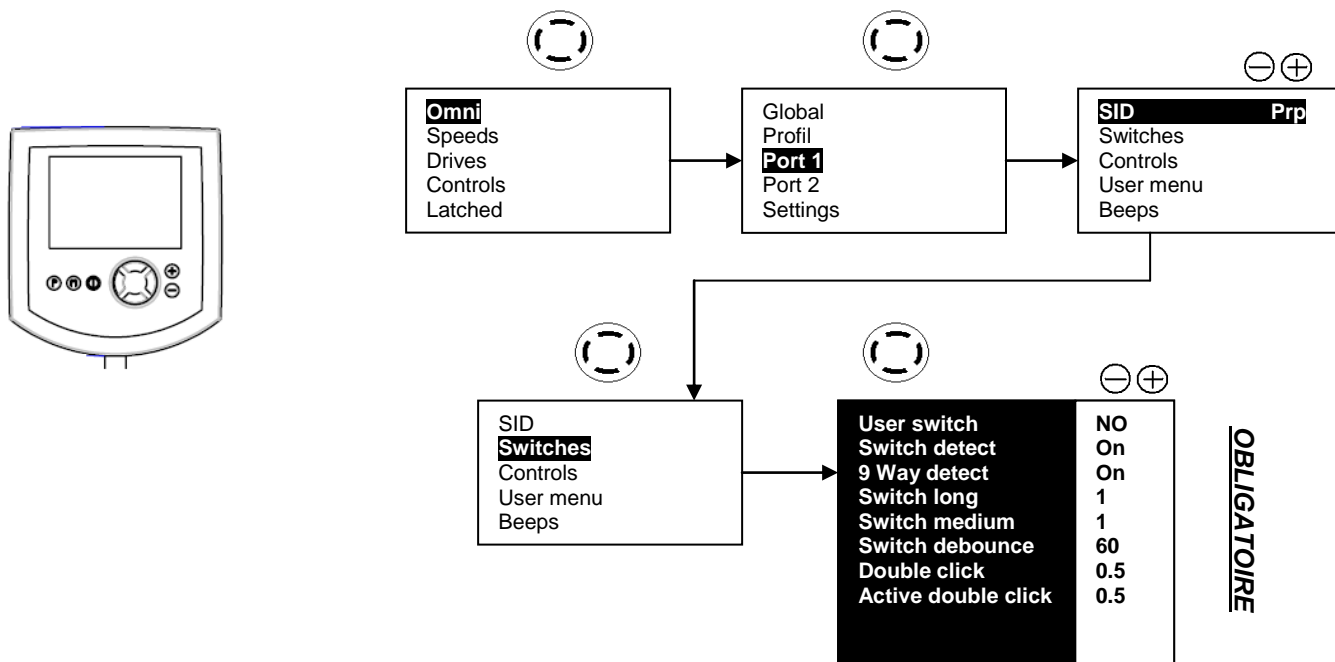 Omni
Speeds
Drives
Controls
Latched
Global
Profil
Port 1
Port 2
Settings
SID Prp
Switches
Controls
User menu
Beeps
SID
Switches
Controls
User menu
Beeps
User switch NO
Switch detect On
9 Way detect On
Switch long 1
Switch medium 1
Switch debounce 60
Double click 0.5
Active double click 0.5
OBLIGATOIRE